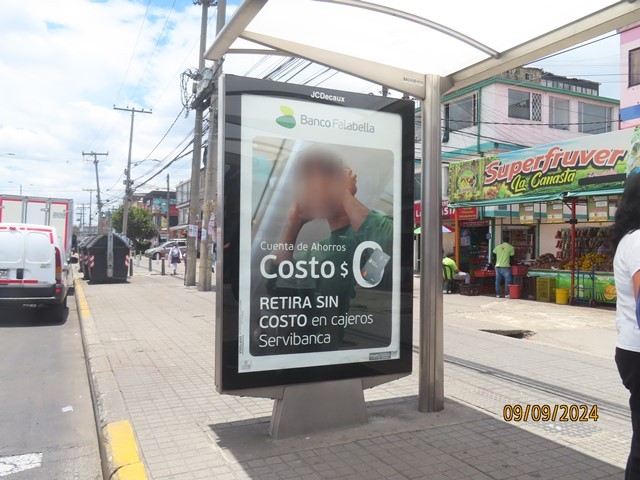 JCDecaux
Banco Falabella
Cuenta de Ahorros
Costo $ 0
RETIRA SIN
COSTO en cajeros
Servibanca
Superfruver
La Canasta
09/09/2024